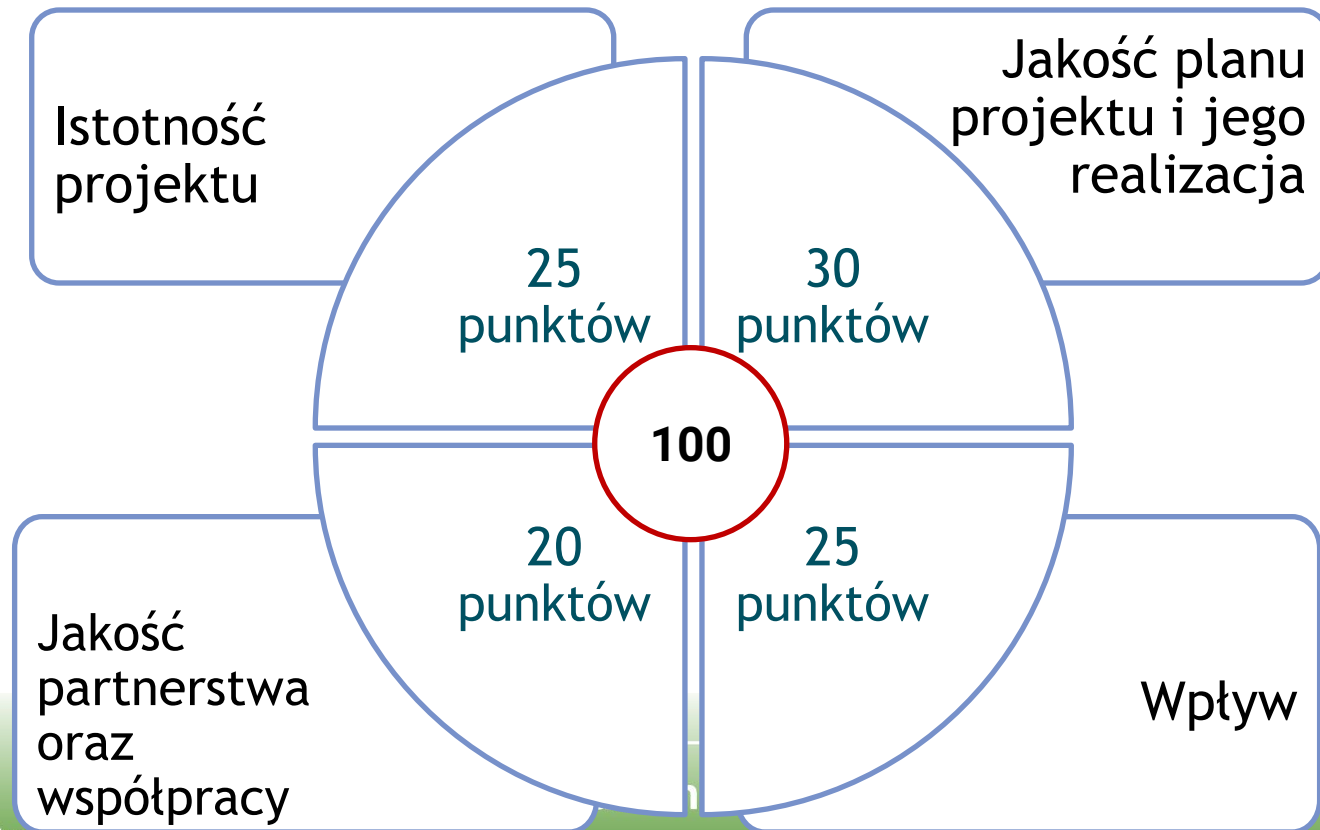 Istotność
projektu
Jakość planu
projektu i jego
realizacja
25
punktów
30
punktów
100
20
punktów
25
punktów
Jakość
partnerstwa
oraz
współpracy
Wpływ